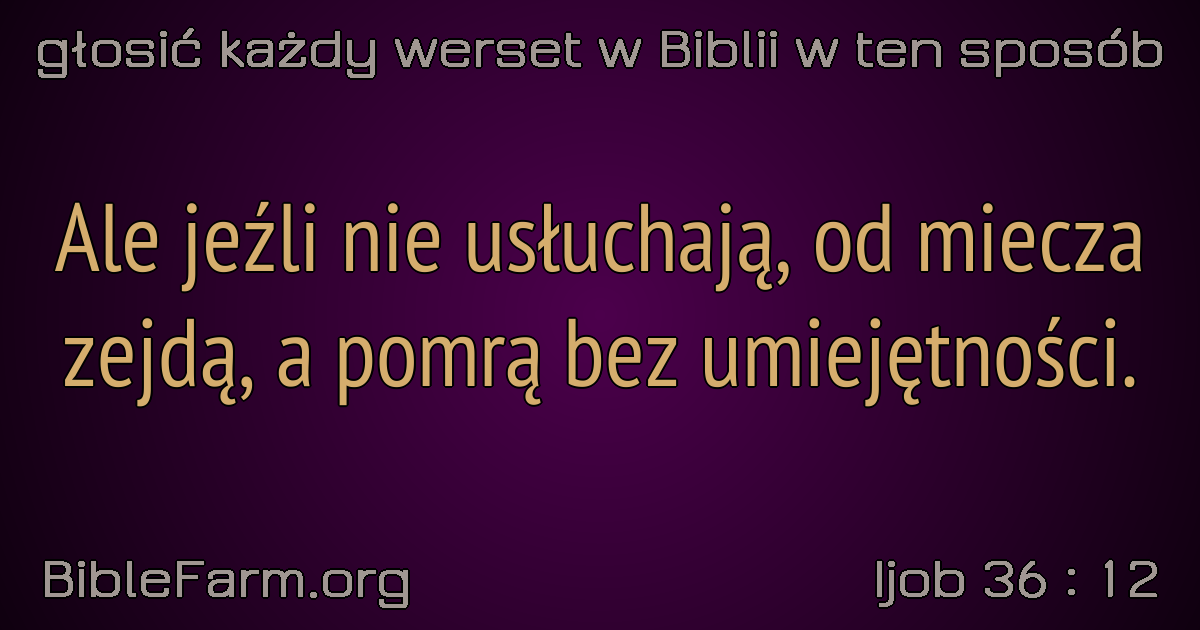 głosić każdy werset w Biblii w ten sposób
Ale jeźli nie usłuchają, od miecza
zejdą, a pomrą bez umiejętności.
BibleFarm.org
Ijob 36 : 12